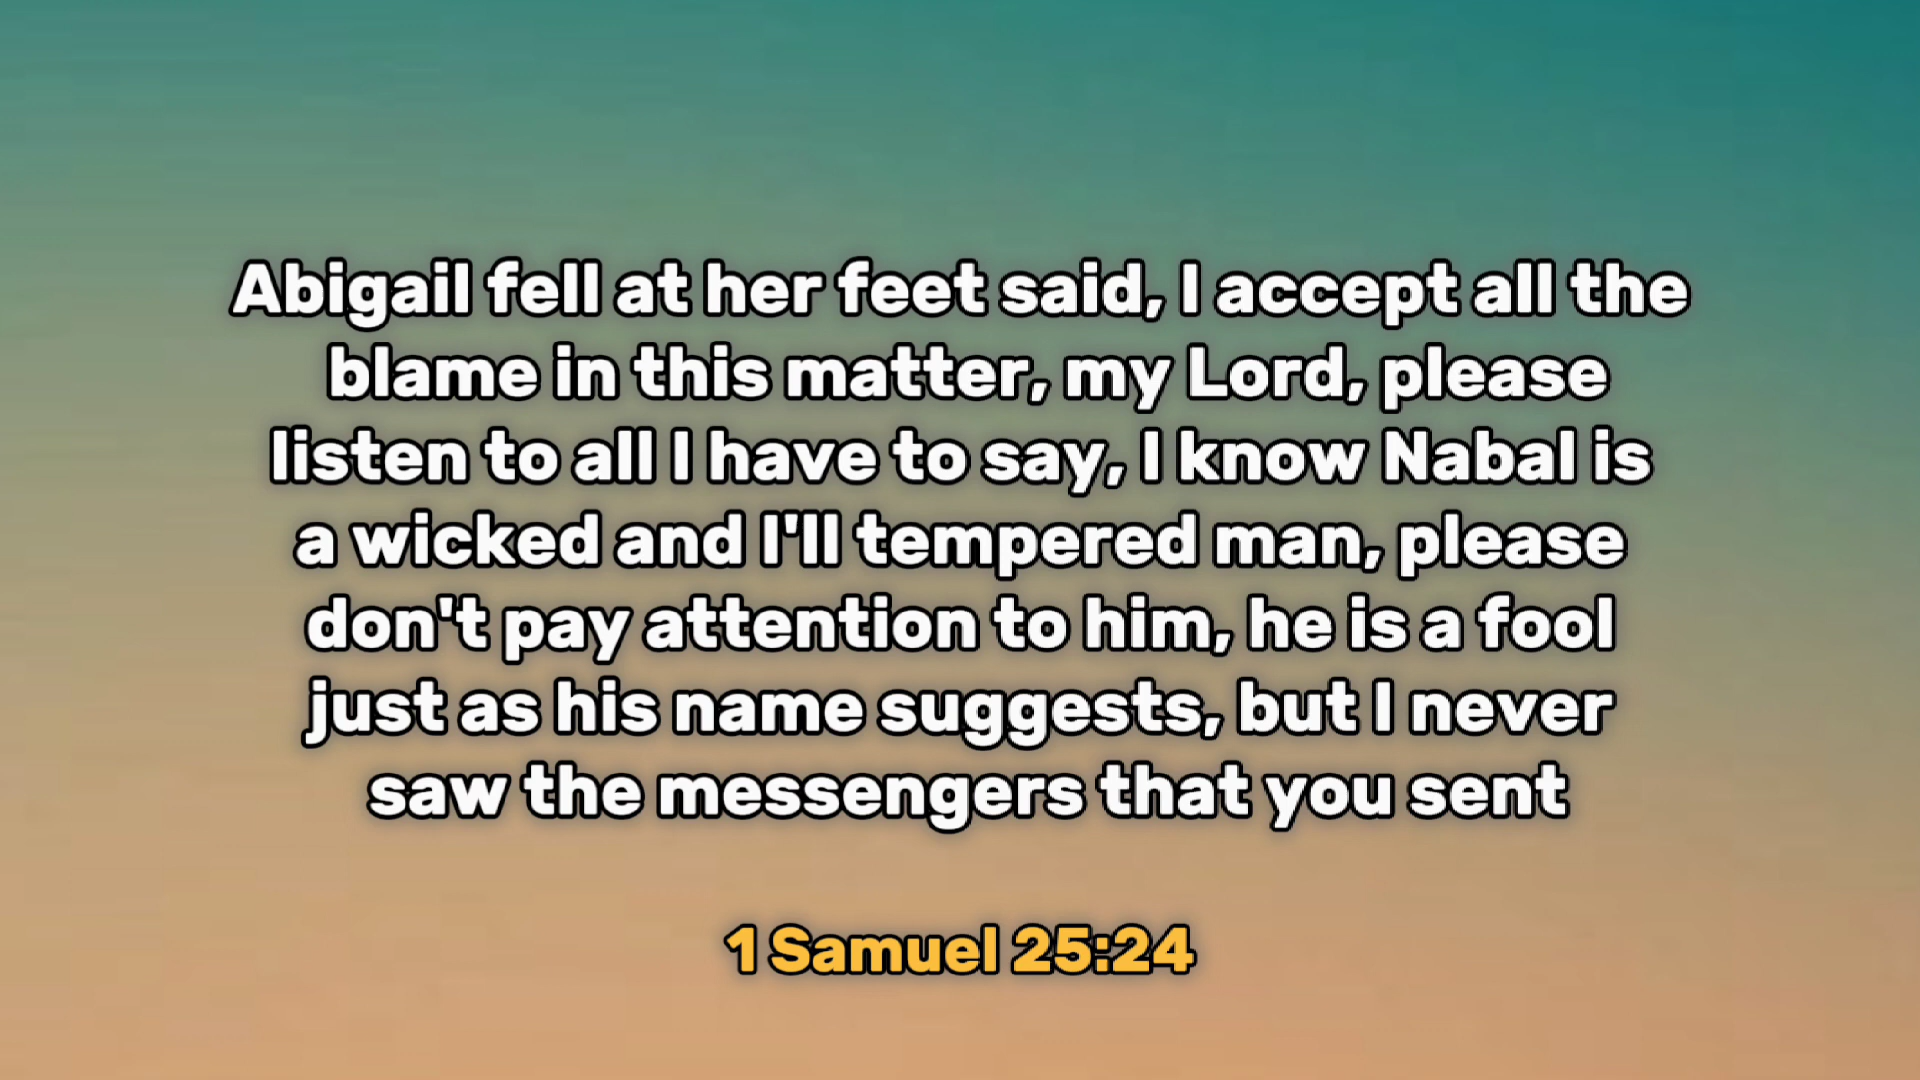 Abigail fell at her feet said, I accept all the
blame in this matter, my Lord, please
listen to all I have to say, I know Nabal is
a wicked and I'll tempered man, please
don't pay attention to him, he is a fool
just as his name suggests, but I never
saw the messengers that you sent
1 Samuel 25:24